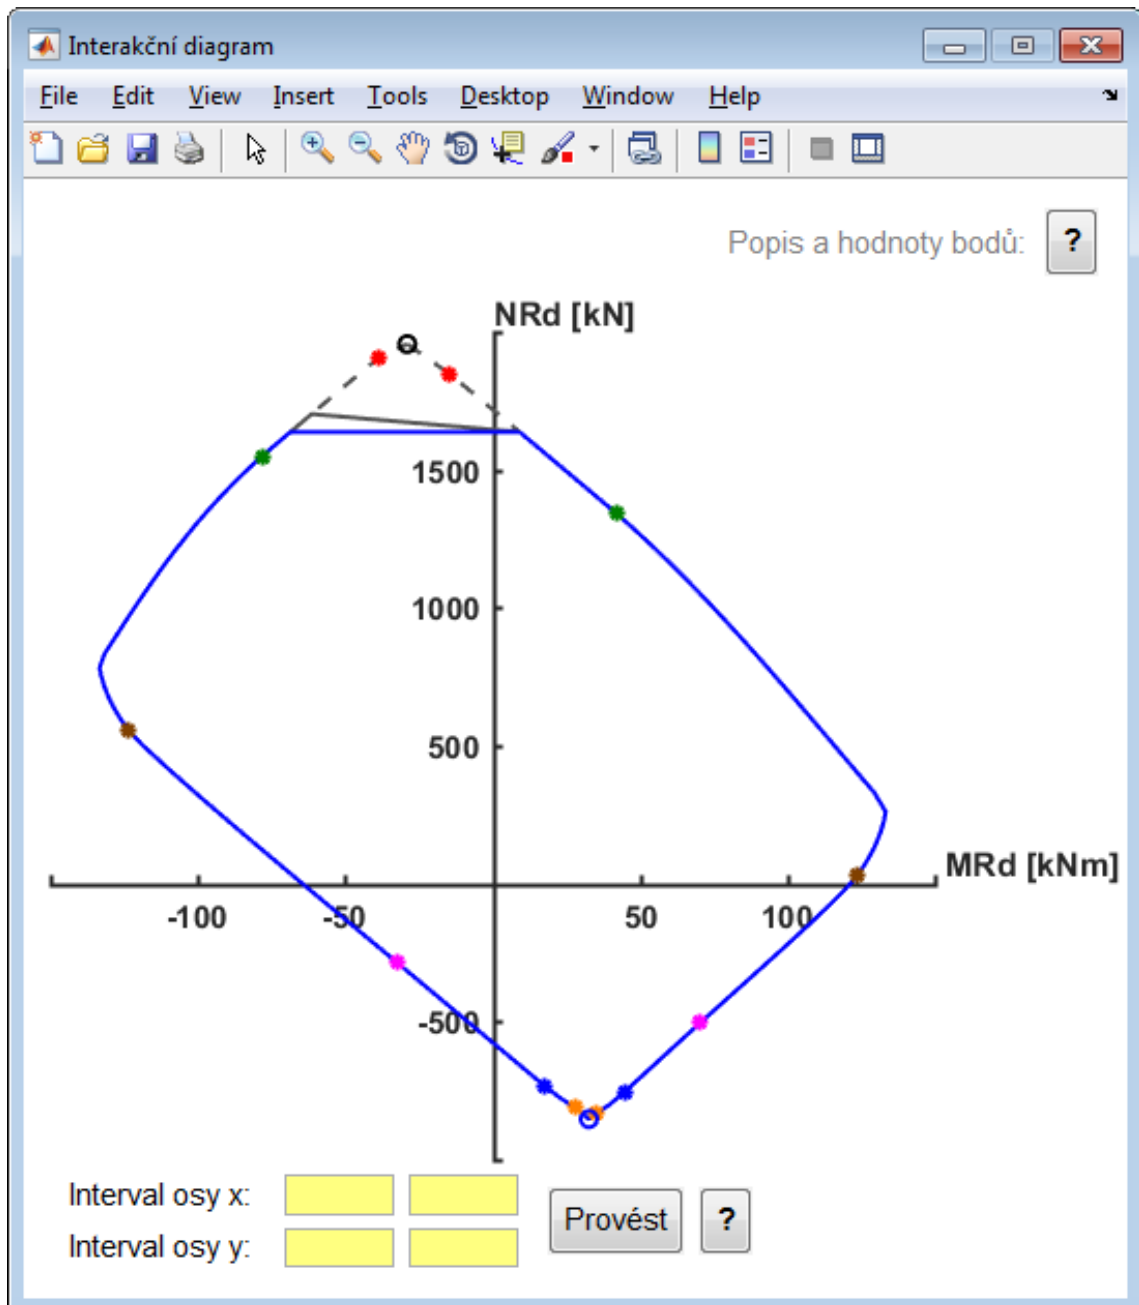 Interakční diagram
File Edit View Insert Tools Desktop Window Help
Popis a hodnoty bodů: ?
NRd [kN]
1500
1000
500
MRd [kNm]
-100 -50 50 100
-500
Interval osy x:
Provést ?
Interval osy y: